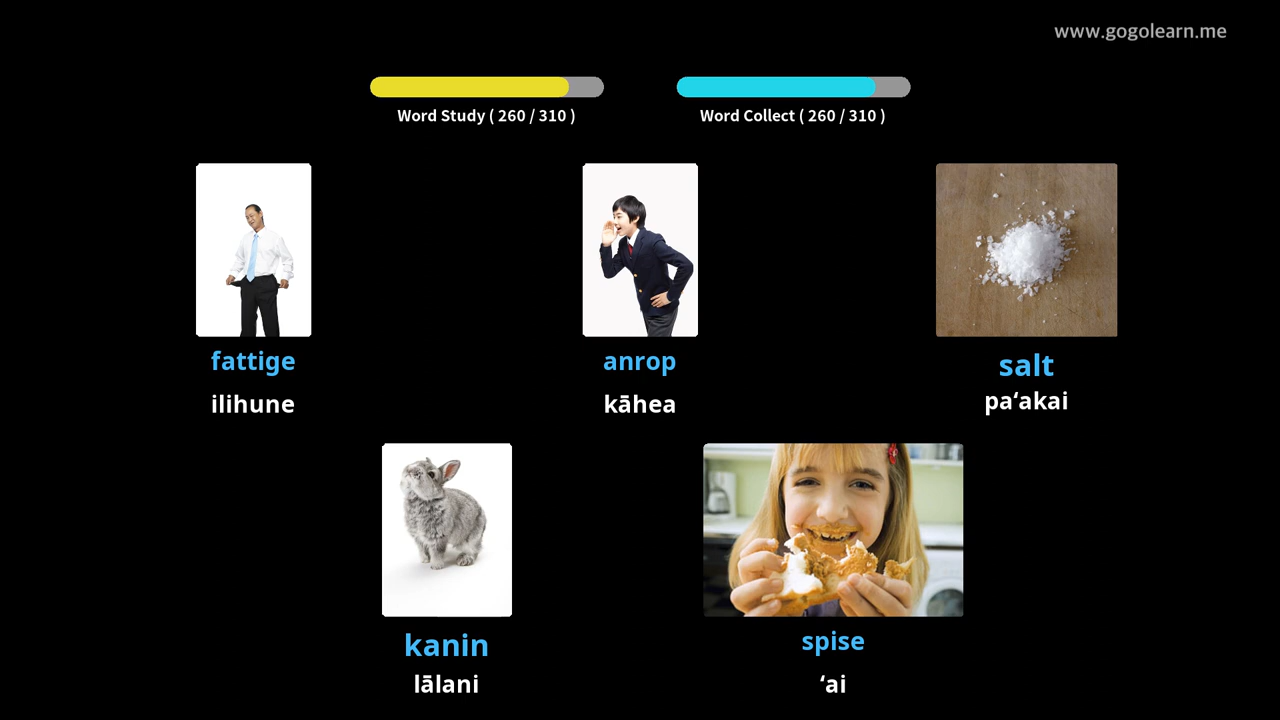 www.gogolearn.me
Word Study ( 260 / 310 )
Word Collect ( 260 / 310 )
fattige
ilihune
anrop
kāhea
salt
paʻakai
kanin
lālani
spise
ʻai